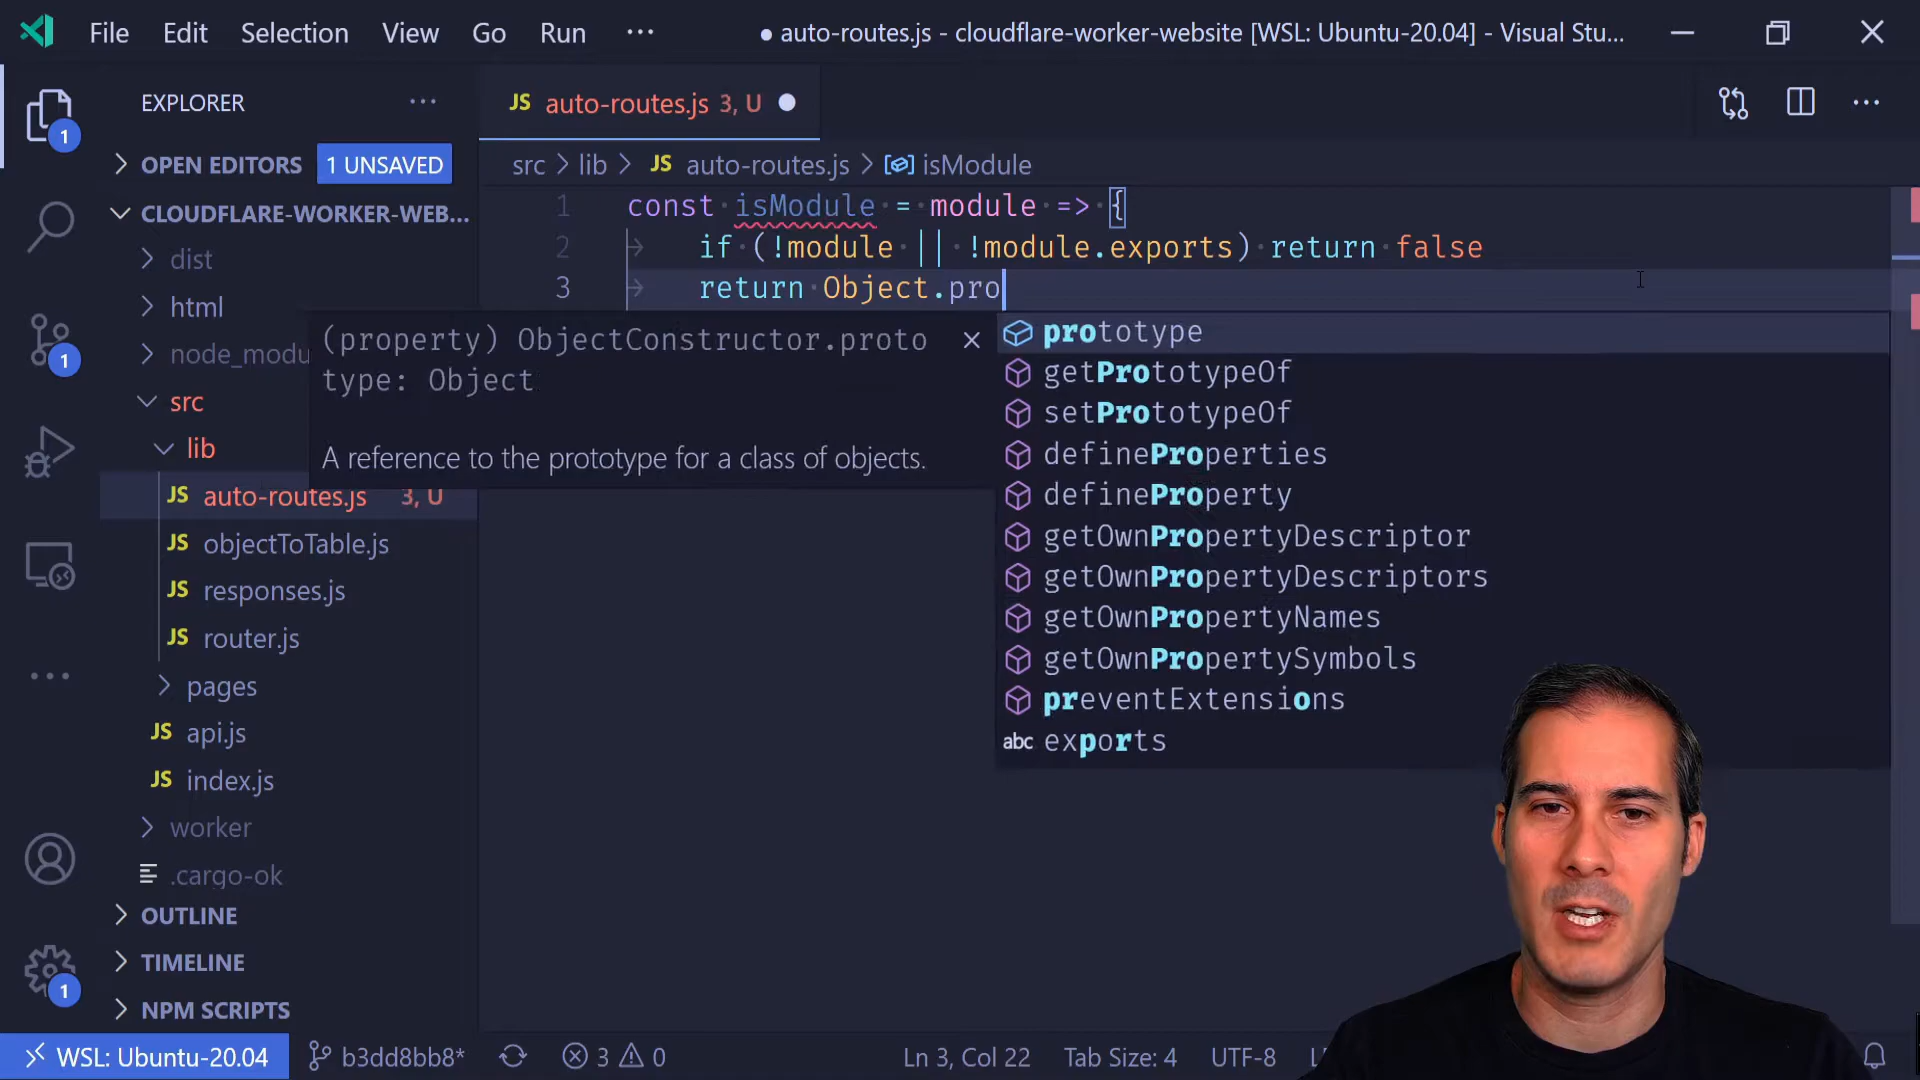 File Edit Selection View Go Run ··· ● auto-routes.js - cloudflare-worker-website [WSL: Ubuntu-20.04] - Visual Stu...
EXPLORER ···
JS auto-routes.js 3, U ●
1
OPEN EDITORS 1 UNSAVED
src > lib > JS auto-routes.js > isModule
CLOUDFLARE-WORKER-WEB...
1 const isModule = module => {
2 if (!module || !module.exports) return false
3 return Object.pro
dist
html
node_modu
src
lib
JS auto-routes.js 3, U
JS objectToTable.js
JS responses.js
JS router.js
pages
JS api.js
JS index.js
worker
.cargo-ok
OUTLINE
TIMELINE
NPM SCRIPTS
1
1
(property) ObjectConstructor.proto
type: Object
A reference to the prototype for a class of objects.
prototype
getPrototypeOf
setPrototypeOf
defineProperties
defineProperty
getOwnPropertyDescriptor
getOwnPropertyDescriptors
getOwnPropertyNames
getOwnPropertySymbols
preventExtensions
abc exports
WSL: Ubuntu-20.04 b3dd8bb8* 3 0 Ln 3, Col 22 Tab Size: 4 UTF-8